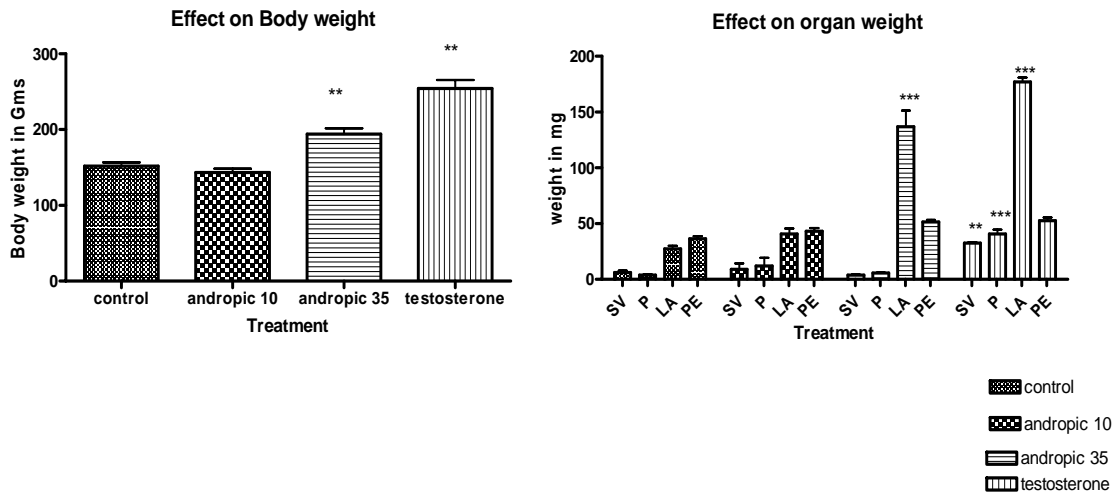 Effect on Body weight
**
**
300
200
100
0
Body weight in Gms
control andropic 10 andropic 35 testosterone
Treatment
Effect on organ weight
200
150
100
50
0
weight in mg
***
***
** ***
SV P LA PE SV P LA PE SV P LA PE SV P LA PE
Treatment
control
andropic 10
andropic 35
testosterone